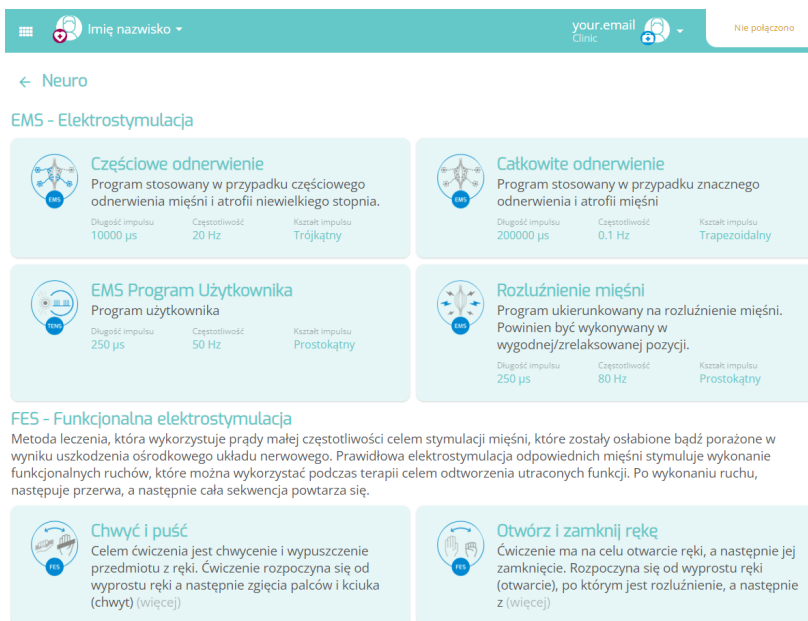 Imię nazwisko
your.email
Clinic
Nie połączono
← Neuro
EMS - Elektrostymulacja
Częściowe odnerwienie
Program stosowany w przypadku częściowego
odnerwienia mięśni i atrofii niewielkiego stopnia.
Długość impulsu Częstotliwość Kształt impulsu
10000 μs 20 Hz Trójkątny
EMS
Całkowite odnerwienie
Program stosowany w przypadku znacznego
odnerwienia i atrofii mięśni
Długość impulsu Częstotliwość Kształt impulsu
200000 μs 0.1 Hz Trapezoidalny
EMS
EMS Program Użytkownika
Program użytkownika
Długość impulsu Częstotliwość Kształt impulsu
250 μs 50 Hz Prostokątny
TENS
Rozluźnienie mięśni
Program ukierunkowany na rozluźnienie mięśni.
Powinien być wykonywany w
wygodnej/zrelaksowanej pozycji.
Długość impulsu Częstotliwość Kształt impulsu
250 μs 80 Hz Prostokątny
EMS
FES - Funkcjonalna elektrostymulacja
Metoda leczenia, która wykorzystuje prądy małej częstotliwości celem stymulacji mięśni, które zostały osłabione bądź porażone w
wyniku uszkodzenia ośrodkowego układu nerwowego. Prawidłowa elektrostymulacja odpowiednich mięśni stymuluje wykonanie
funkcjonalnych ruchów, które można wykorzystać podczas terapii celem odtworzenia utraconych funkcji. Po wykonaniu ruchu,
następuje przerwa, a następnie cała sekwencja powtarza się.
Chwyć i puść
Celem ćwiczenia jest chwycenie i wypuszczenie
przedmiotu z ręki. Ćwiczenie rozpoczyna się od
wyprostu ręki a następnie zgięcia palców i kciuka
(chwyt) (więcej)
FES
Otwórz i zamknij rękę
Ćwiczenie ma na celu otwarcie ręki, a następnie jej
zamknięcie. Rozpoczyna się od wyprostu ręki
(otwarcie), po którym jest rozluźnienie, a następnie
z (więcej)
FES